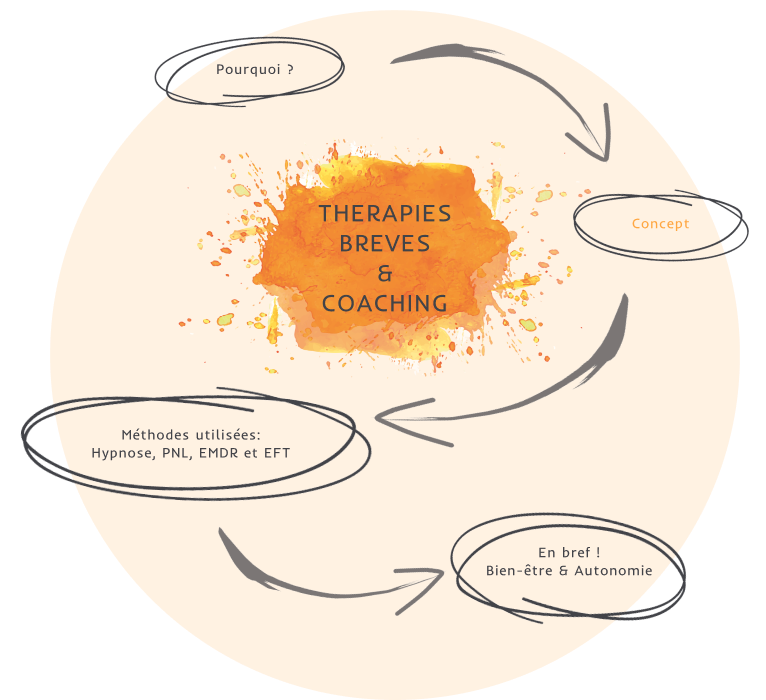 Pourquoi ?
THERAPIES
BREVES
&
COACHING
Concept
Méthodes utilisées:
Hypnose, PNL, EMDR et EFT
En bref !
Bien-être & Autonomie